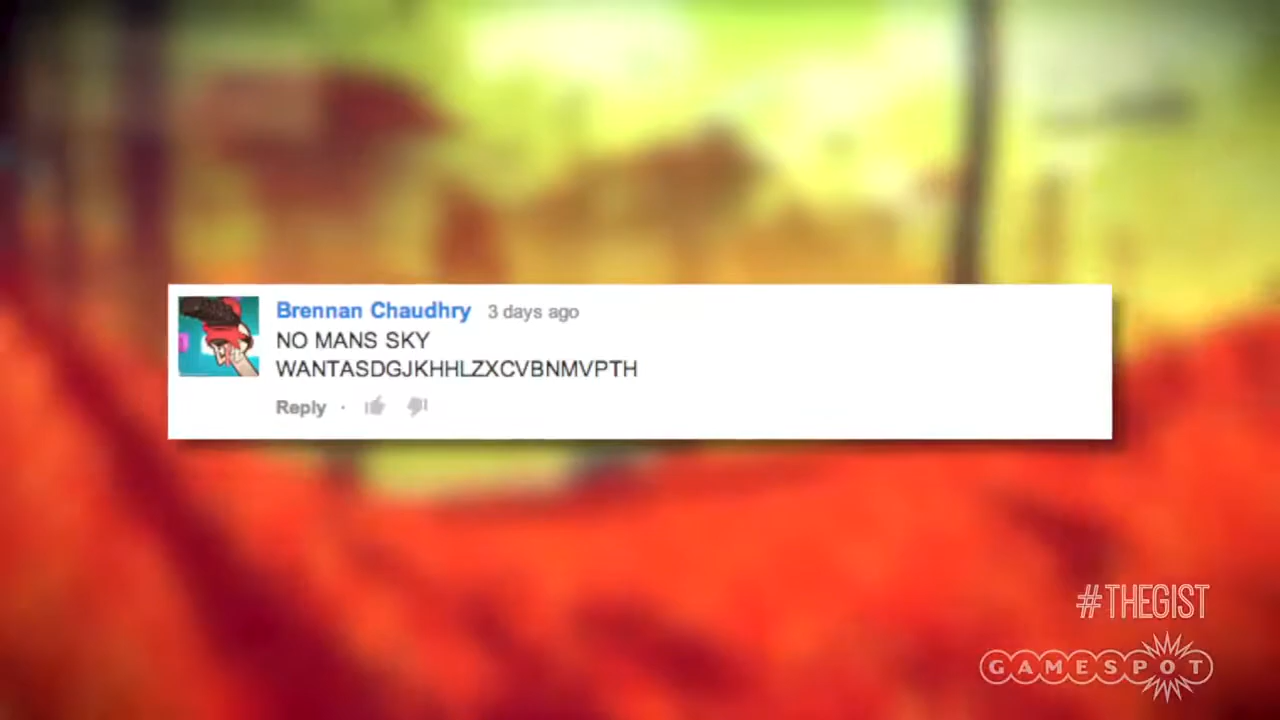 Brennan Chaudhry 3 days ago
NO MANS SKY
WANTASDGJKHHLZXCVBNMVPTH
Reply ·
#THEGIST
GAMESPOT